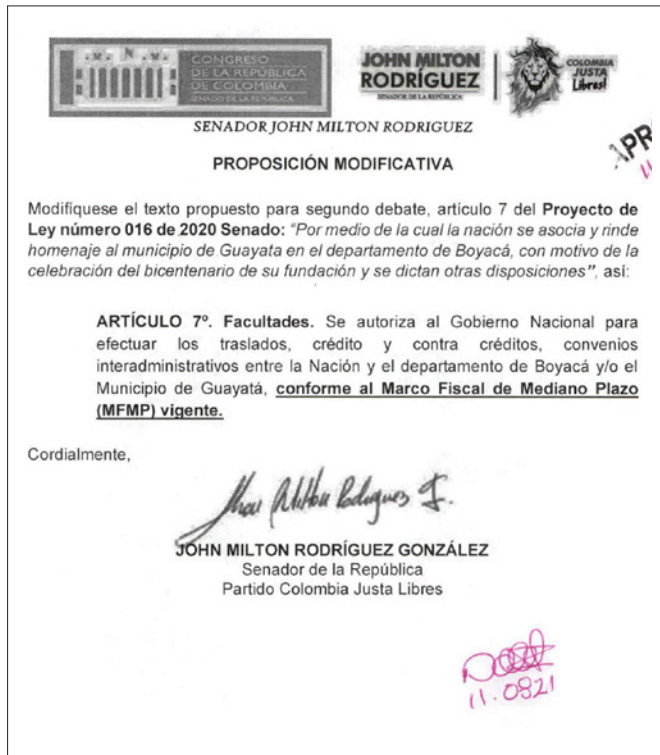 CONGRESO
DE LA REPÚBLICA
DE COLOMBIA
SENADO DE LA REPÚBLICA
JOHN MILTON
RODRÍGUEZ
SENADOR DE LA REPÚBLICA
COLOMBIA
JUSTA
Libres!
SENADOR JOHN MILTON RODRIGUEZ
APR
PROPOSICIÓN MODIFICATIVA
Modifíquese el texto propuesto para segundo debate, artículo 7 del Proyecto de
Ley número 016 de 2020 Senado: "Por medio de la cual la nación se asocia y rinde
homenaje al municipio de Guayata en el departamento de Boyacá, con motivo de la
celebración del bicentenario de su fundación y se dictan otras disposiciones", así:
ARTÍCULO 7º. Facultades. Se autoriza al Gobierno Nacional para
efectuar los traslados, crédito y contra créditos, convenios
interadministrativos entre la Nación y el departamento de Boyacá y/o el
Municipio de Guayatá, conforme al Marco Fiscal de Mediano Plazo
(MFMP) vigente.
Cordialmente,
JOHN MILTON RODRÍGUEZ GONZÁLEZ
Senador de la República
Partido Colombia Justa Libres
11.0821